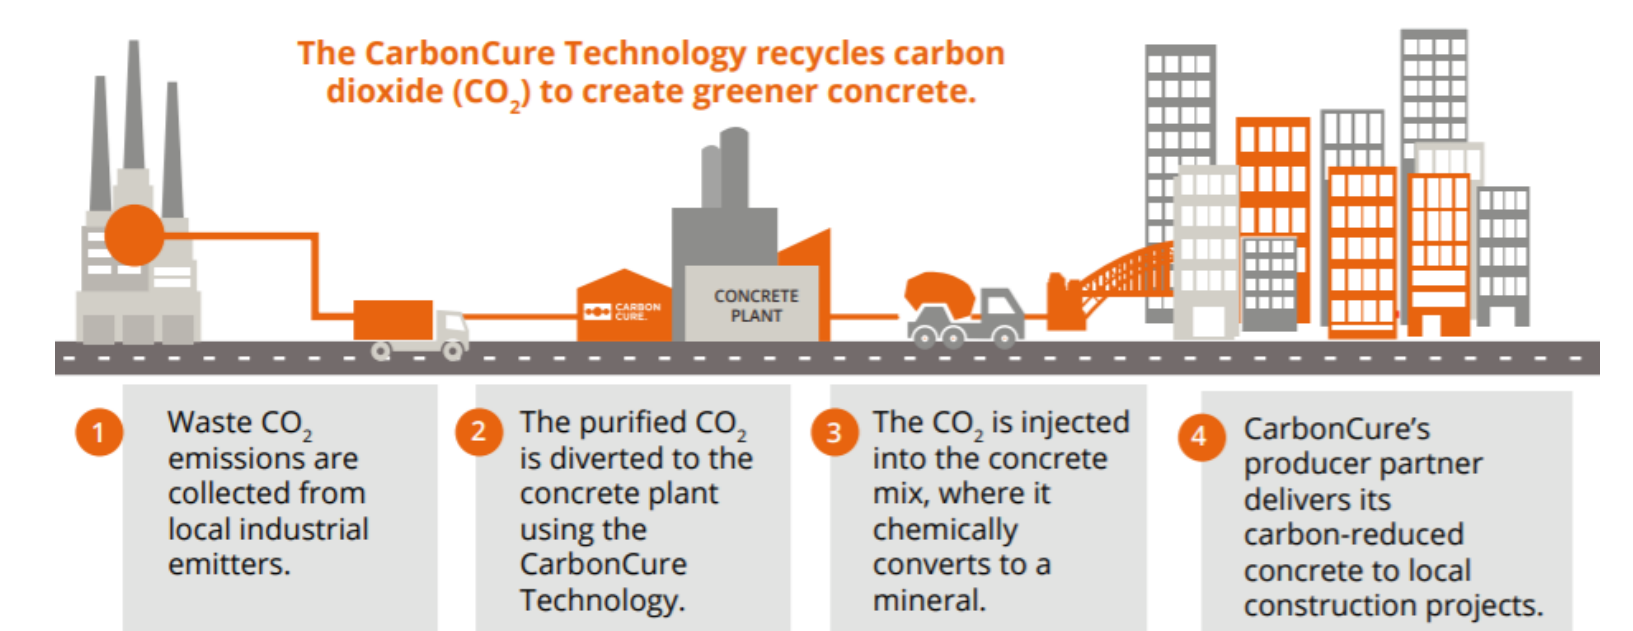 The CarbonCure Technology recycles carbon
dioxide (CO₂) to create greener concrete.
CARBON
CURE.
CONCRETE
PLANT
1
Waste CO₂
emissions are
collected from
local industrial
emitters.
2
The purified CO₂
is diverted to the
concrete plant
using the
CarbonCure
Technology.
3
The CO₂ is injected
into the concrete
mix, where it
chemically
converts to a
mineral.
4
CarbonCure’s
producer partner
delivers its
carbon-reduced
concrete to local
construction projects.